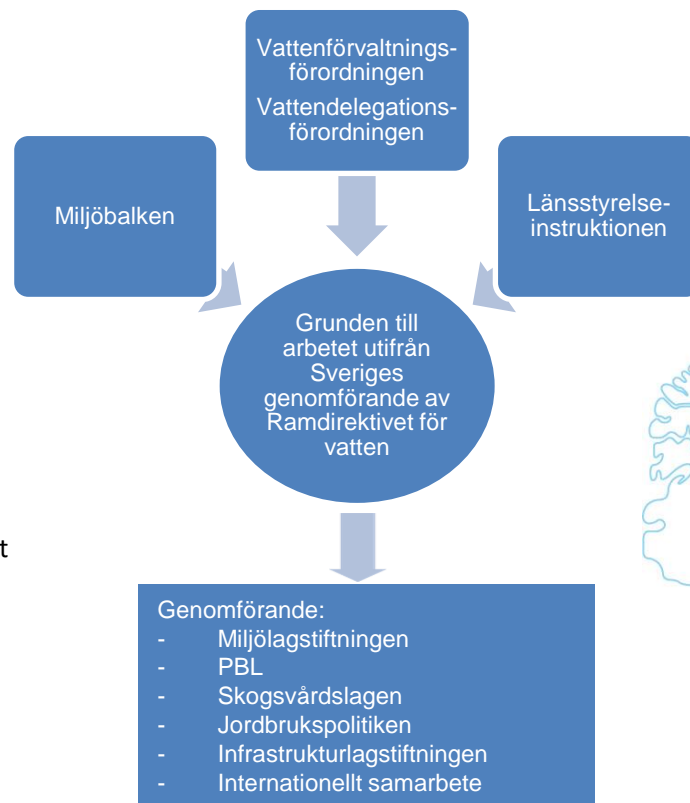 Vattenförvaltnings-
förordningen
Vattendelegations-
förordningen
Miljöbalken
Länsstyrelse-
instruktionen
Grunden till
arbetet utifrån
Sveriges
genomförande av
Ramdirektivet för
vatten
t
Genomförande:
- Miljölagstiftningen
- PBL
- Skogsvårdslagen
- Jordbrukspolitiken
- Infrastrukturlagstiftningen
- Internationellt samarbete